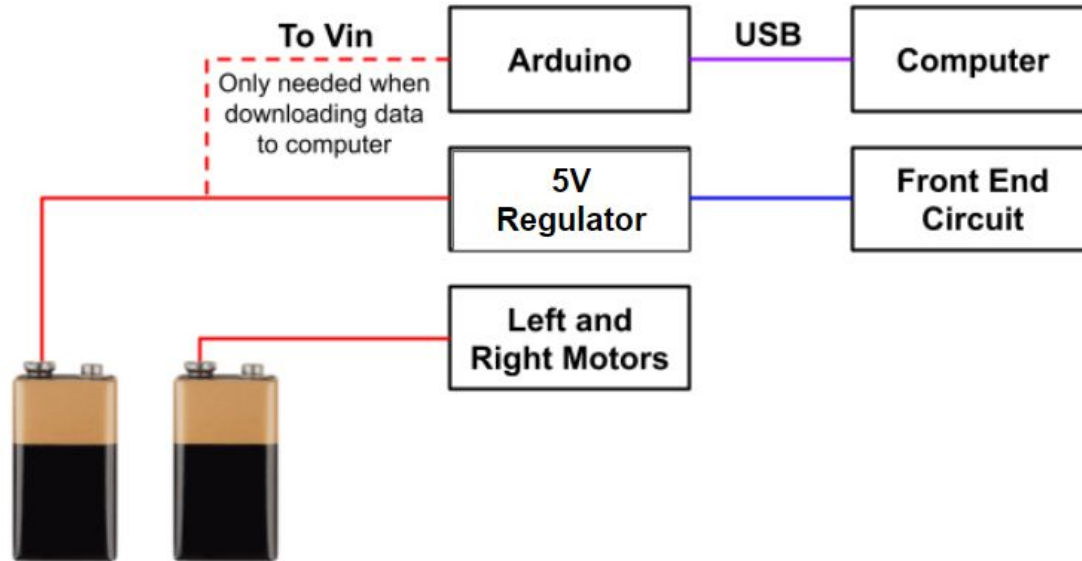 To Vin
Only needed when
downloading data
to computer
Arduino
USB
Computer
5V
Regulator
Front End
Circuit
Left and
Right Motors